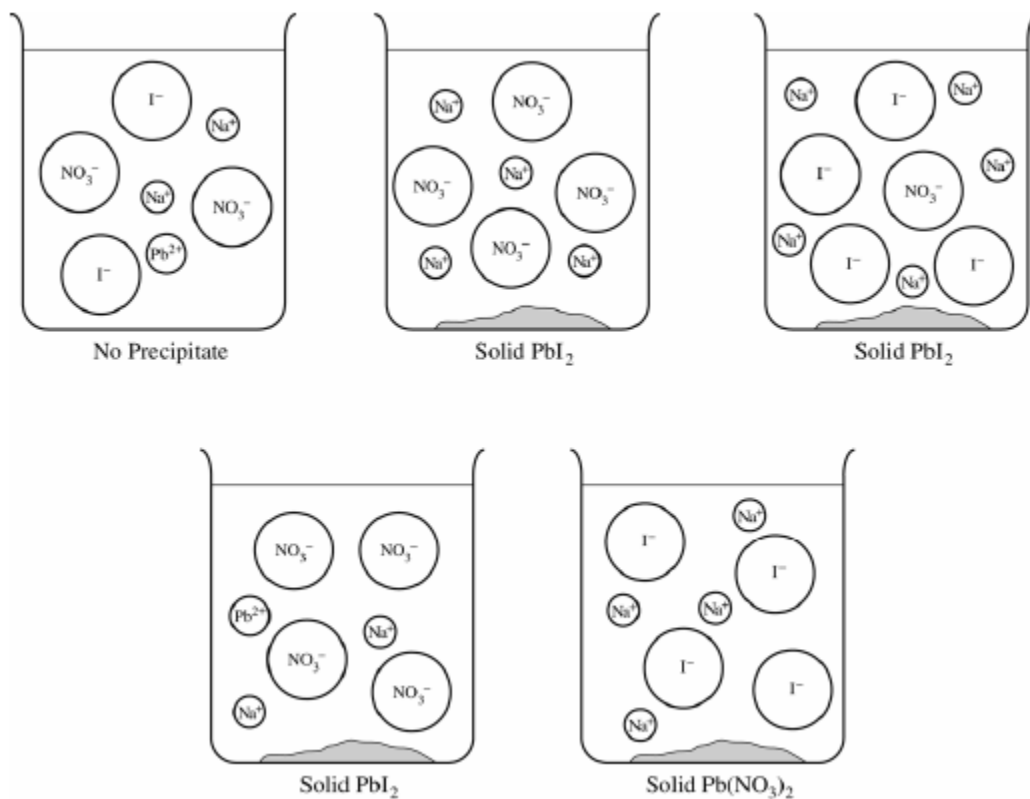 I⁻
Na⁺
NO₃⁻
Na⁺
NO₃⁻
Pb²⁺
I⁻
No Precipitate
Na⁺
NO₃⁻
NO₃⁻
Na⁺
NO₃⁻
NO₃⁻
Na⁺
Na⁺
Solid PbI₂
Na⁺
I⁻
Na⁺
I⁻
NO₃⁻
Na⁺
Na⁺
I⁻
Na⁺
I⁻
Solid PbI₂
NO₃⁻
NO₃⁻
Pb²⁺
Na⁺
NO₃⁻
NO₃⁻
Na⁺
Solid PbI₂
Na⁺
I⁻
I⁻
Na⁺
Na⁺
I⁻
I⁻
Na⁺
Solid Pb(NO₃)₂